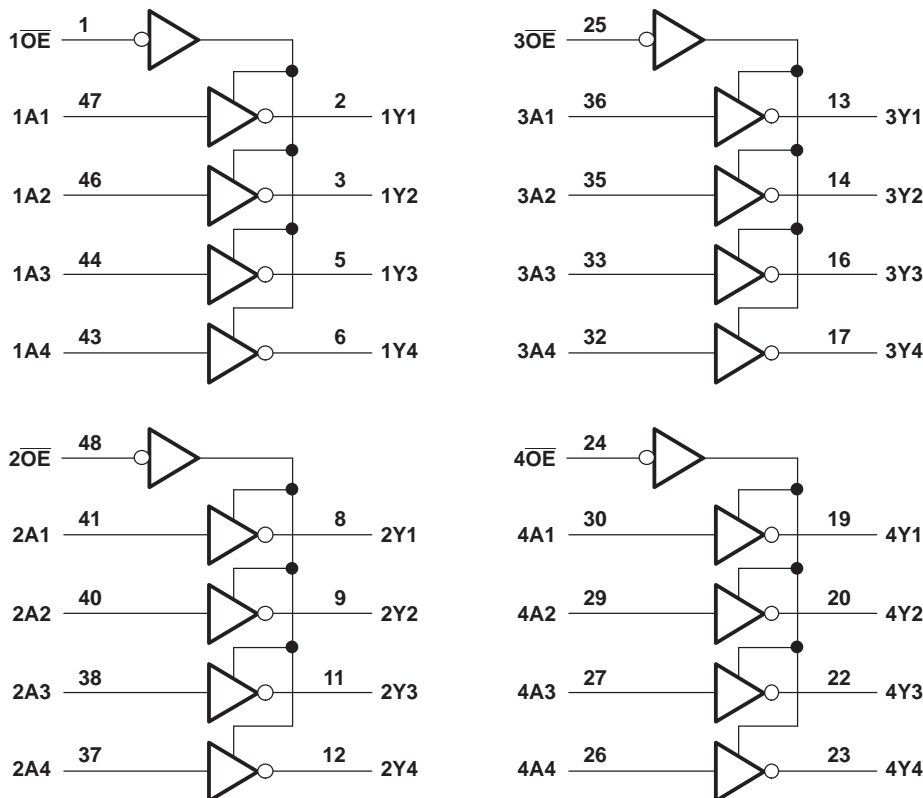 1OE 1
1A1 47 2 1Y1
1A2 46 3 1Y2
1A3 44 5 1Y3
1A4 43 6 1Y4
3OE 25
3A1 36 13 3Y1
3A2 35 14 3Y2
3A3 33 16 3Y3
3A4 32 17 3Y4
2OE 48
2A1 41 8 2Y1
2A2 40 9 2Y2
2A3 38 11 2Y3
2A4 37 12 2Y4
4OE 24
4A1 30 19 4Y1
4A2 29 20 4Y2
4A3 27 22 4Y3
4A4 26 23 4Y4